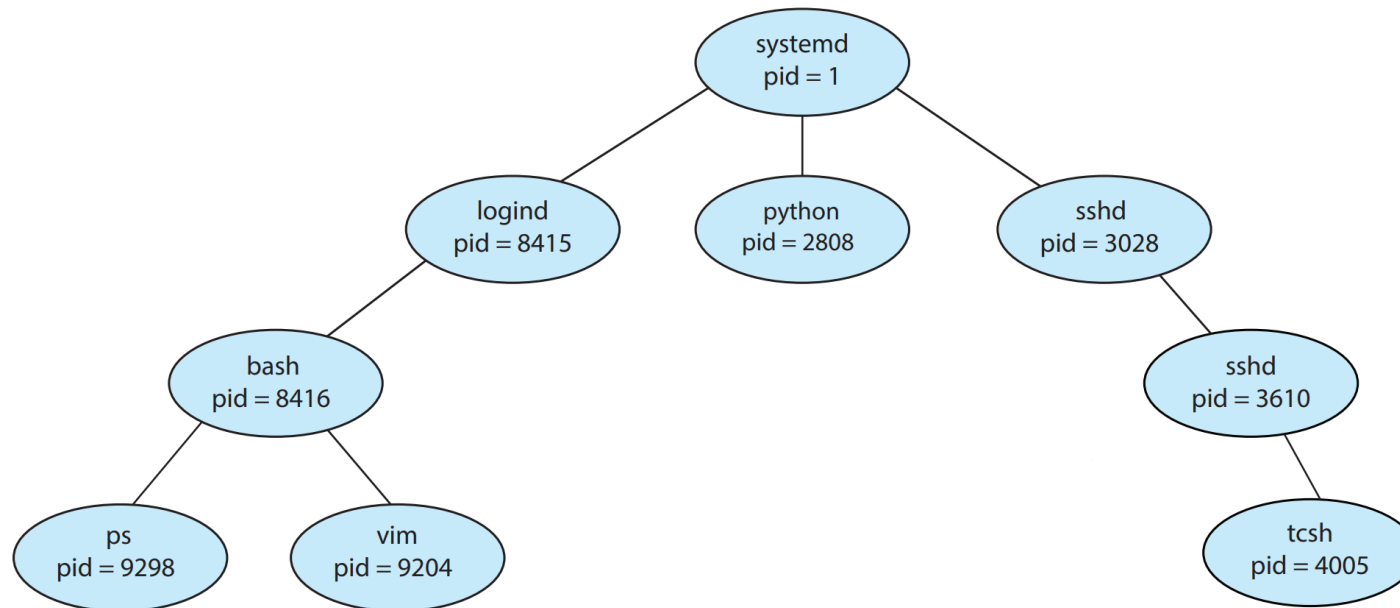 systemd
pid = 1
logind
pid = 8415
python
pid = 2808
sshd
pid = 3028
bash
pid = 8416
sshd
pid = 3610
ps
pid = 9298
vim
pid = 9204
tcsh
pid = 4005